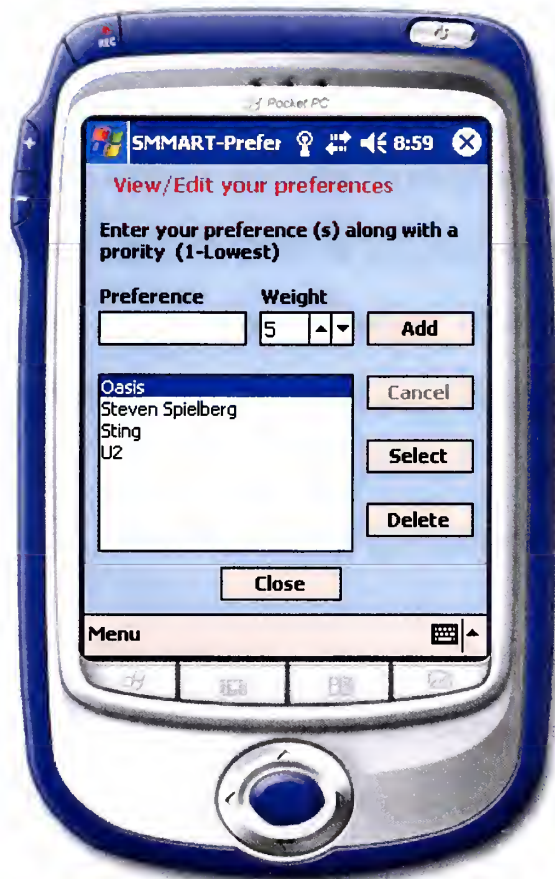 REC
Pocket PC
SMMART-Prefer 8:59
View/Edit your preferences
Enter your preference (s) along with a
prority (1-Lowest)
Preference Weight
5 Add
Oasis
Steven Spielberg
Sting
U2
Cancel
Select
Delete
Close
Menu